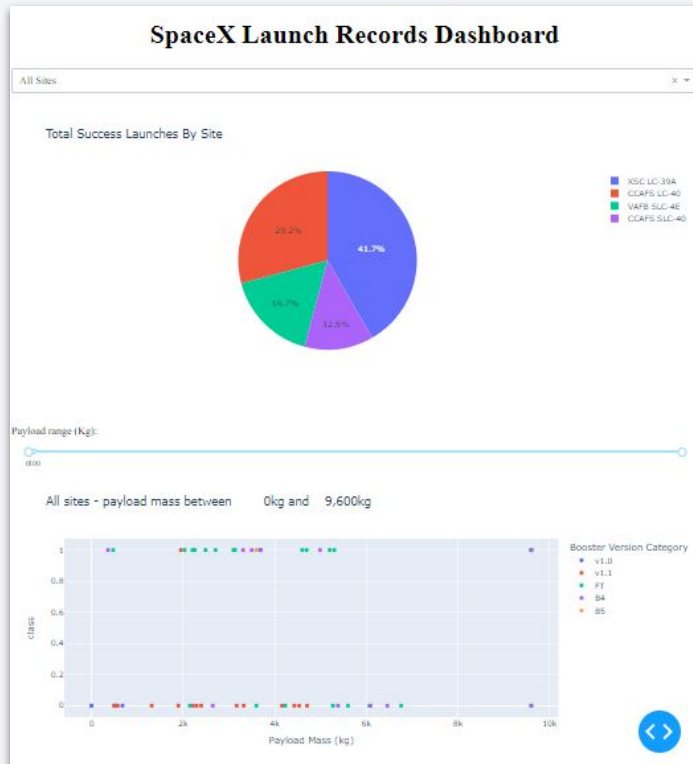 SpaceX Launch Records Dashboard
All Sites
Total Success Launches By Site
XSC LC-39A
CCAFS LC-40
VAFB SLC-4E
CCAFS SLC-40
29.2%
41.7%
16.7%
12.5%
Payload range (Kg):
All sites - payload mass between 0kg and 9,600kg
Booster Version Category
v1.0
v1.1
FT
B4
B5
class
1
0.8
0.6
0.4
0.2
0
0 2k 4k 6k 8k 10k
Payload Mass (kg)